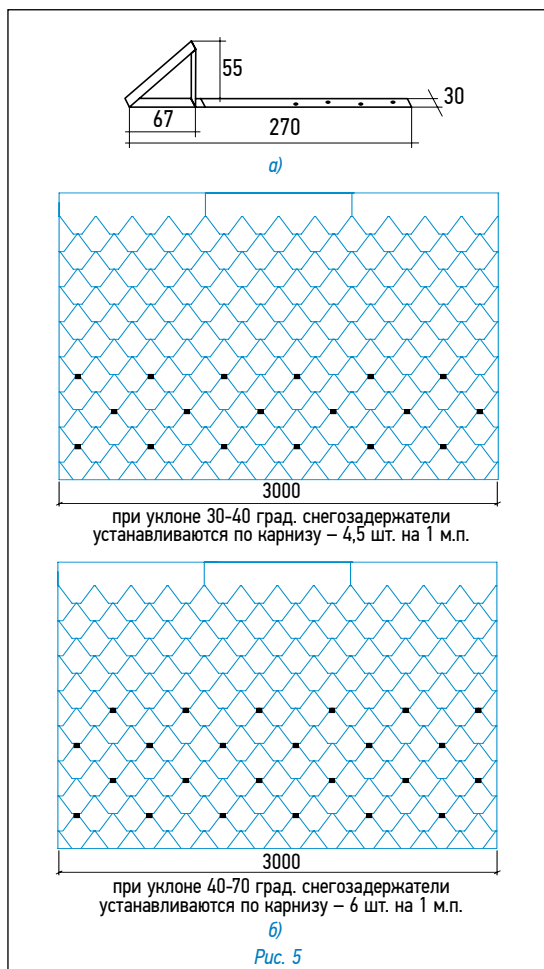 55
30
67
270
а)
3000
при уклоне 30-40 град. снегозадержатели
устанавливаются по карнизу – 4,5 шт. на 1 м.п.
3000
при уклоне 40-70 град. снегозадержатели
устанавливаются по карнизу – 6 шт. на 1 м.п.
б)
Рис. 5